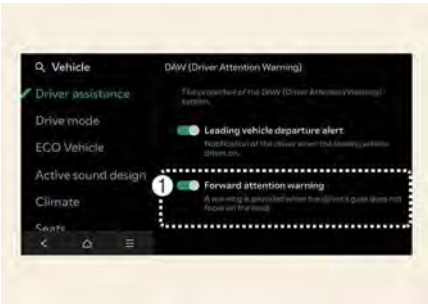 Vehicle
Driver assistance
Drive mode
ECO Vehicle
Active sound design
Climate
Seats
DAW (Driver Attention Warning)
The properties of the DAW (Driver Attention Warning)
system.
Leading vehicle departure alert
Notification of the driver when the leading vehicle
drives on.
1
Forward attention warning
A warning is provided when the driver's gaze does not
focus on the road.